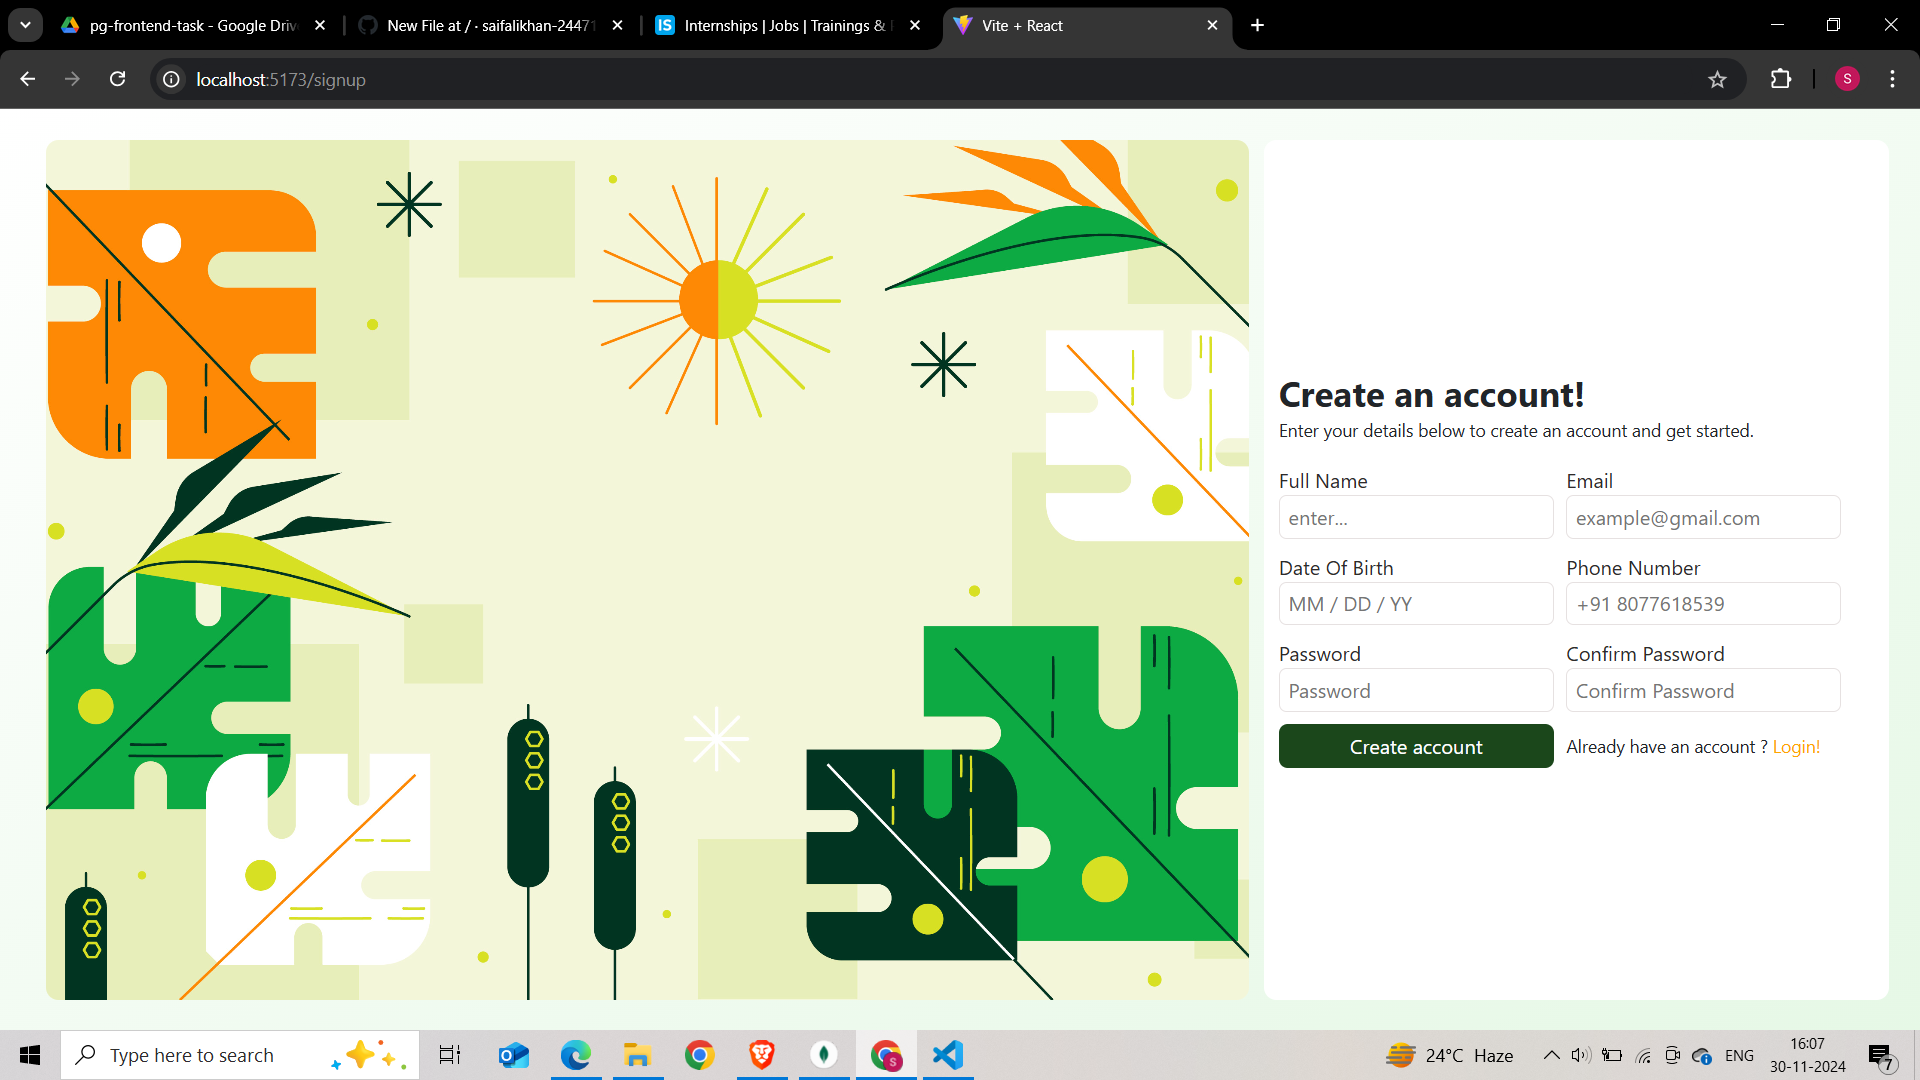 pg-frontend-task - Google Driv
New File at / · saifalikhan-24471
Internships | Jobs | Trainings &
Vite + React
localhost:5173/signup
S
Create an account!
Enter your details below to create an account and get started.
Full Name
Email
enter...
example@gmail.com
Date Of Birth
Phone Number
MM / DD / YY
+91 8077618539
Password
Confirm Password
Password
Confirm Password
Create account
Already have an account ? Login!
Type here to search
24°C Haze
ENG
16:07
30-11-2024
7